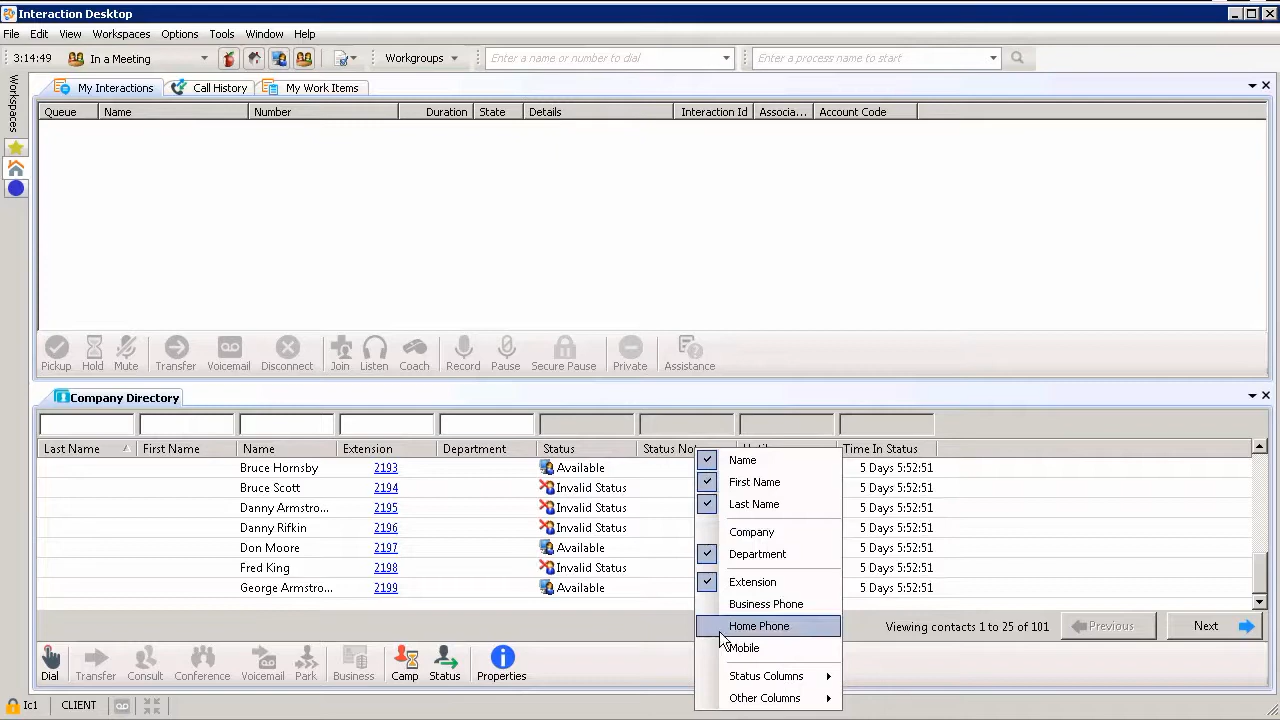 Interaction Desktop
File Edit View Workspaces Options Tools Window Help
3:14:49 In a Meeting Workgroups Enter a name or number to dial Enter a process name to start
Workspaces
My Interactions Call History My Work Items
Queue Name Number Duration State Details Interaction Id Associa... Account Code
Pickup Hold Mute Transfer Voicemail Disconnect Join Listen Coach Record Pause Secure Pause Private Assistance
Company Directory
Last Name First Name Name Extension Department Status Status Not Time In Status
Bruce Hornsby 2193 Available 5 Days 5:52:51
Bruce Scott 2194 Invalid Status 5 Days 5:52:51
Danny Armstro... 2195 Invalid Status 5 Days 5:52:51
Danny Rifkin 2196 Invalid Status 5 Days 5:52:51
Don Moore 2197 Available 5 Days 5:52:51
Fred King 2198 Invalid Status 5 Days 5:52:51
George Armstro... 2199 Available 5 Days 5:52:51
Name
First Name
Last Name
Company
Department
Extension
Business Phone
Home Phone
Mobile
Status Columns
Other Columns
Viewing contacts 1 to 25 of 101 Previous Next
Dial Transfer Consult Conference Voicemail Park Business Camp Status Properties
Ic1 CLIENT